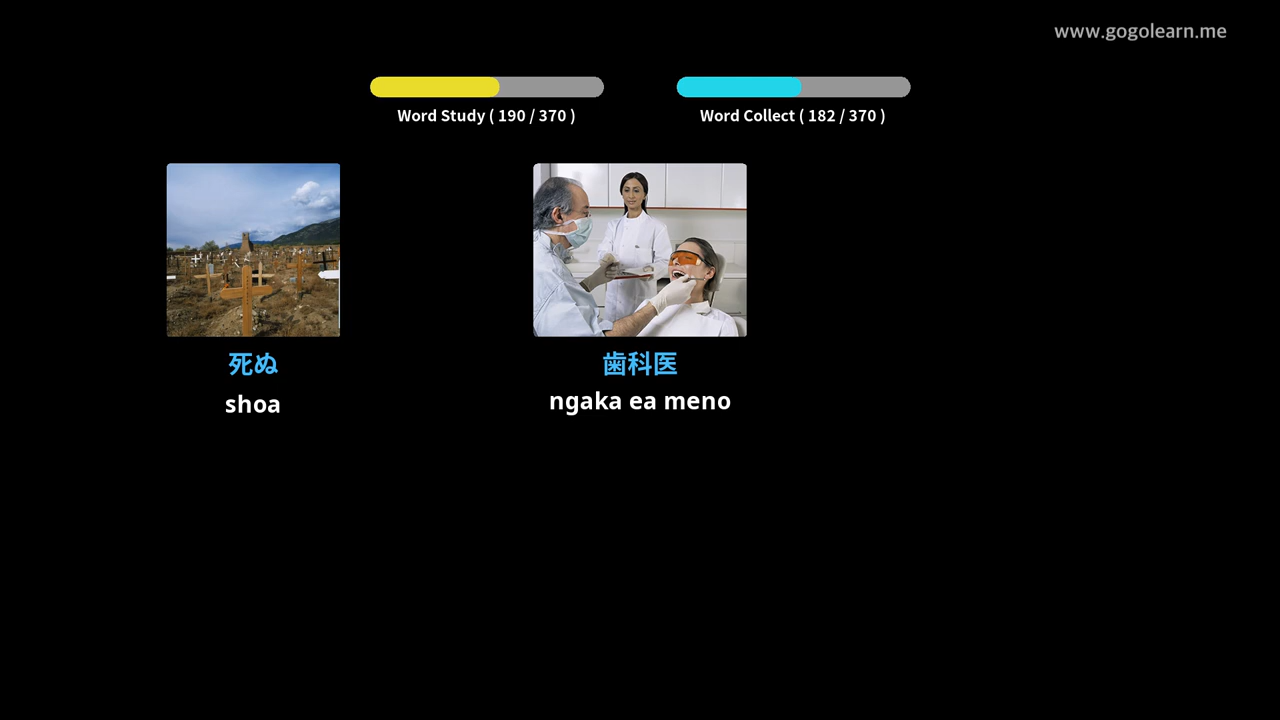 www.gogolearn.me
Word Study ( 190 / 370 )
Word Collect ( 182 / 370 )
死ぬ
shoa
歯科医
ngaka ea meno